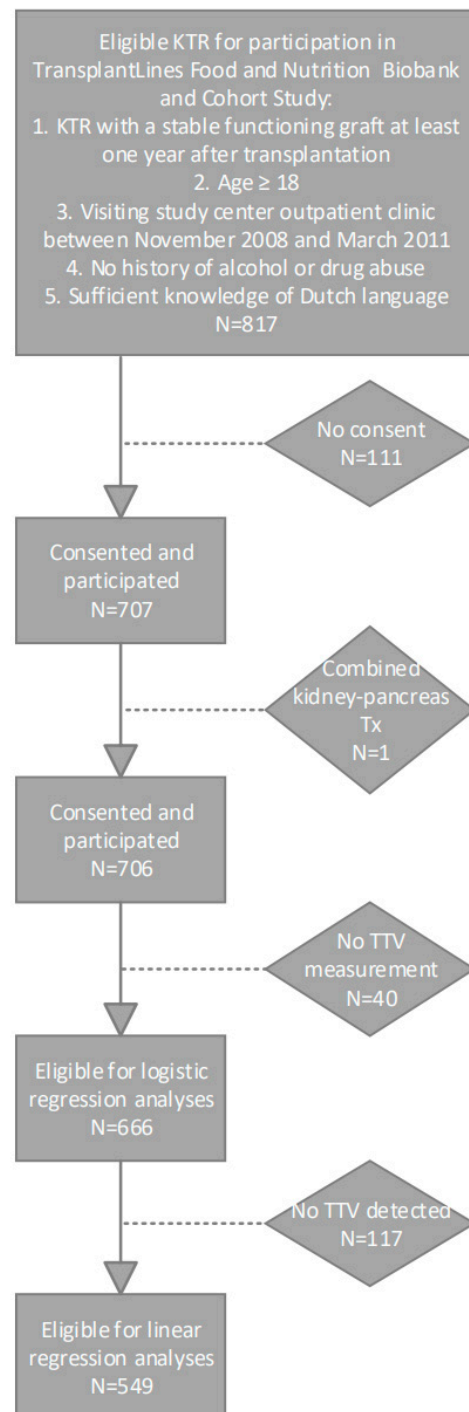 Eligible KTR for participation in
TransplantLines Food and Nutrition Biobank
and Cohort Study:
1. KTR with a stable functioning graft at least
one year after transplantation
2. Age ≥ 18
3. Visiting study center outpatient clinic
between November 2008 and March 2011
4. No history of alcohol or drug abuse
5. Sufficient knowledge of Dutch language
N=817
No consent
N=111
Consented and
participated
N=707
Combined
kidney-pancreas
Tx
N=1
Consented and
participated
N=706
No TTV
measurement
N=40
Eligible for logistic
regression analyses
N=666
No TTV detected
N=117
Eligible for linear
regression analyses
N=549